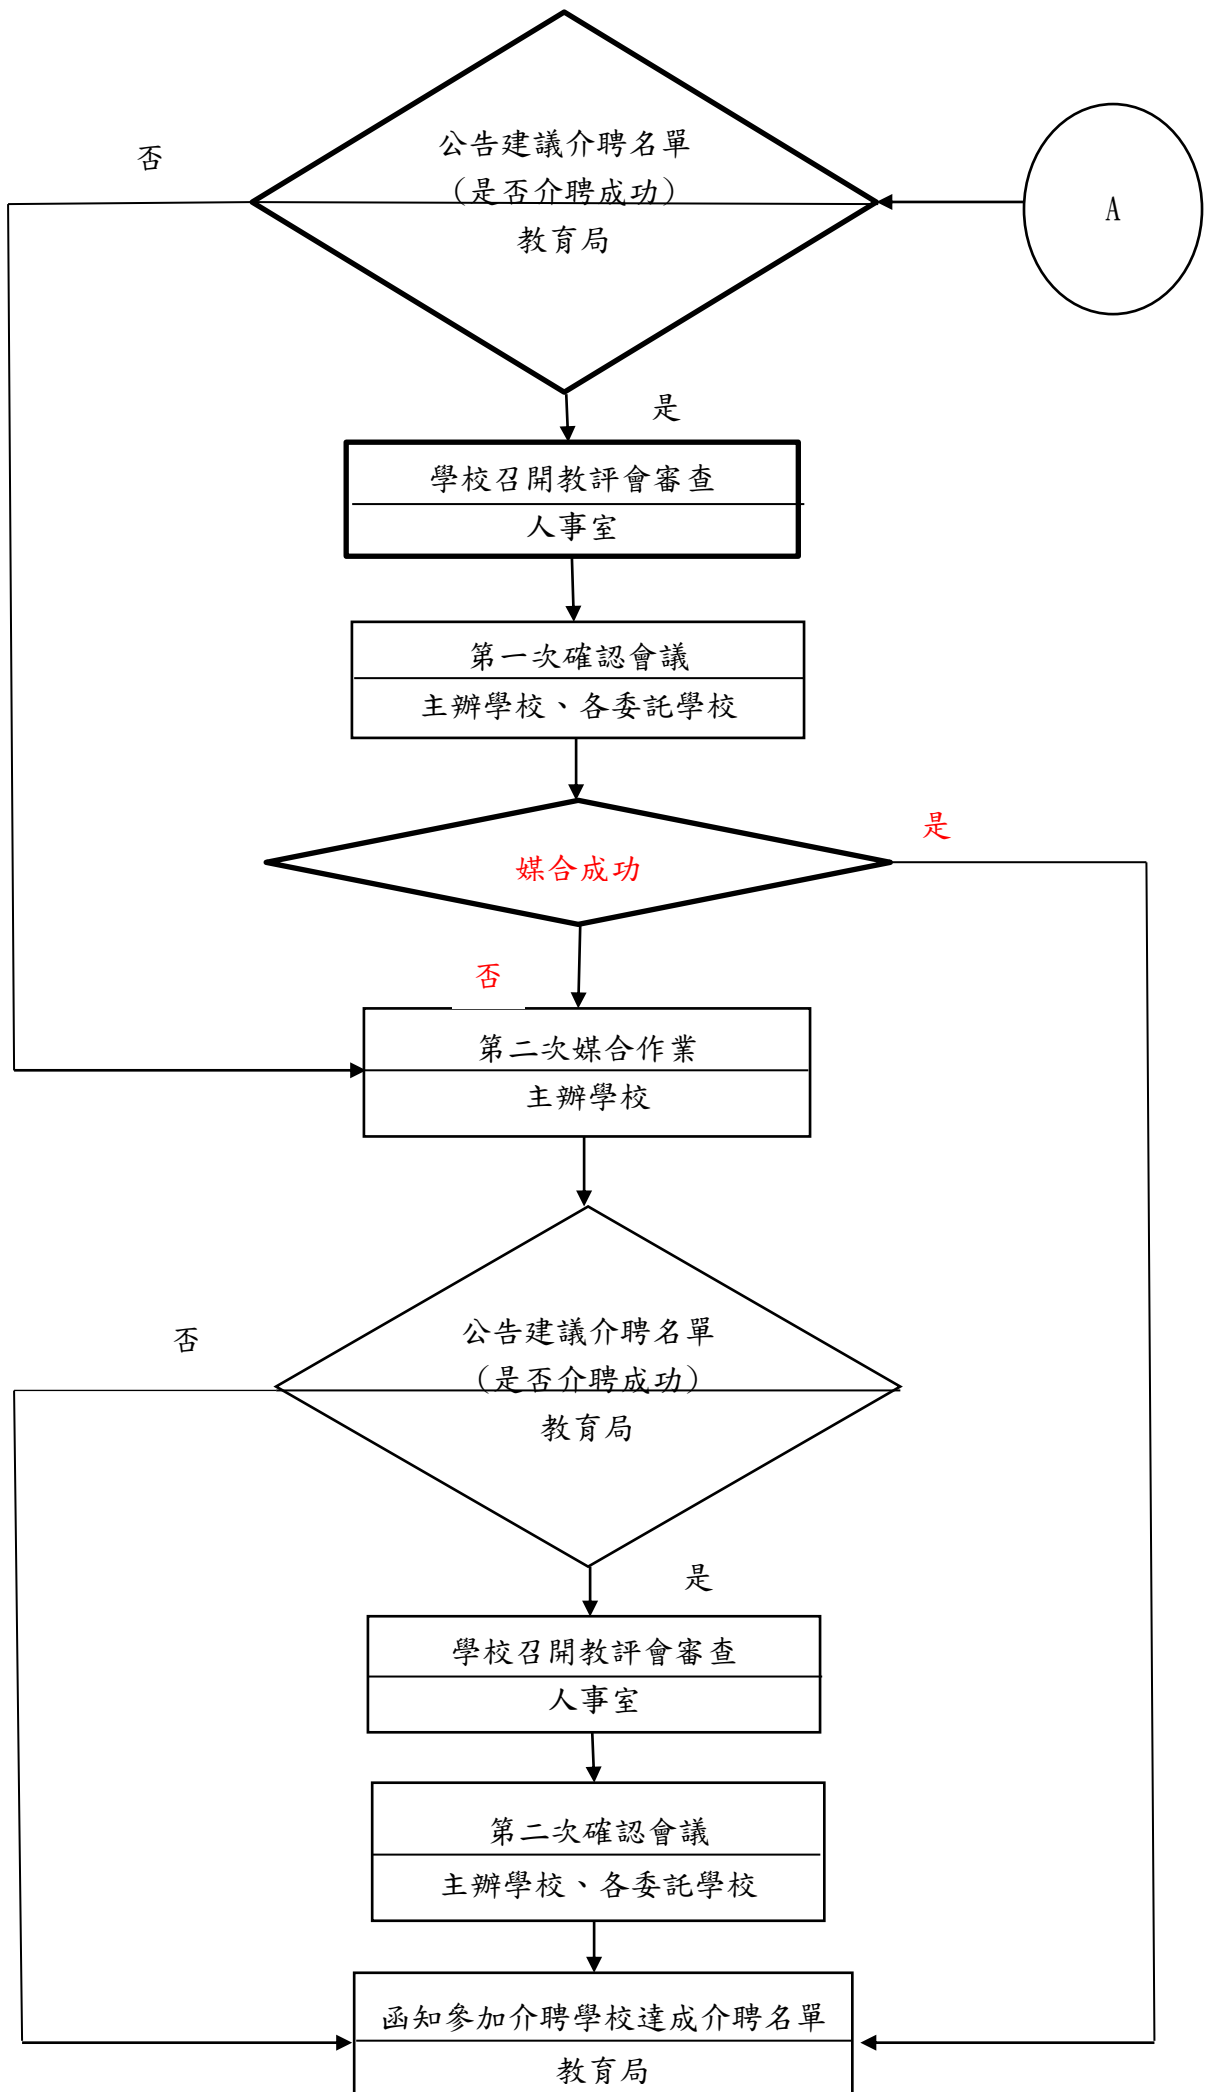 公告建議介聘名單
否
(是否介聘成功)
A
教育局
是
學校召開教評會審查
人事室
第一次確認會議
主辦學校、各委託學校
是
媒合成功
否
第二次媒合作業
主辦學校
公告建議介聘名單
否
(是否介聘成功)
教育局
是
學校召開教評會審查
人事室
第二次確認會議
主辦學校、各委託學校
函知參加介聘學校達成介聘名單
教育局